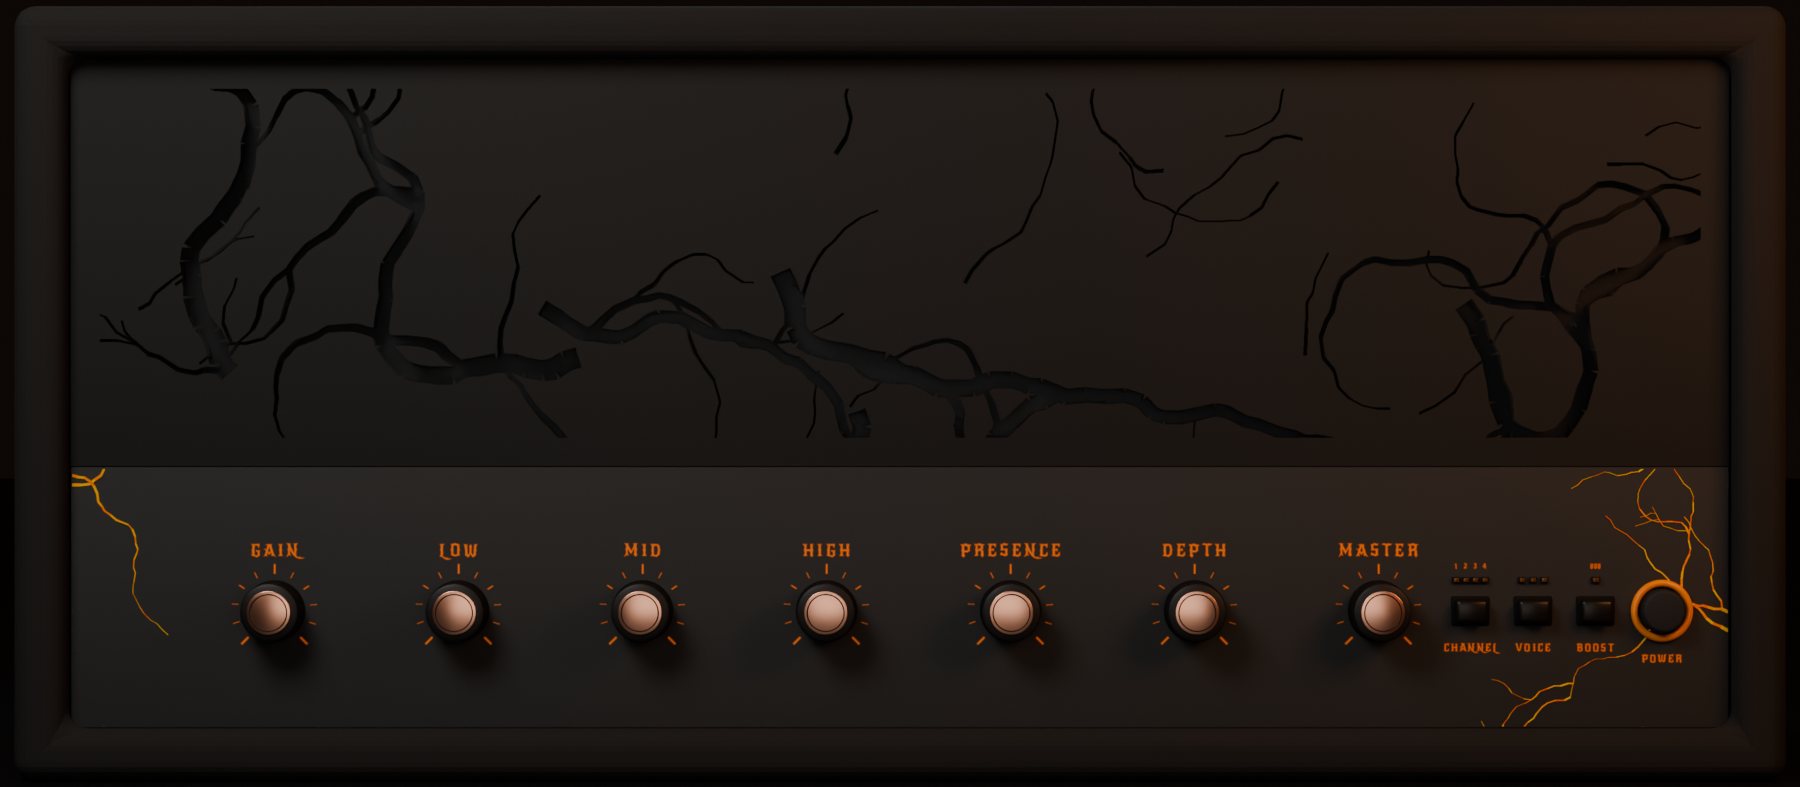 GAIN LOW MID HIGH PRESENCE DEPTH MASTER
1 2 3 4
CHANNEL VOICE BOOST
POWER